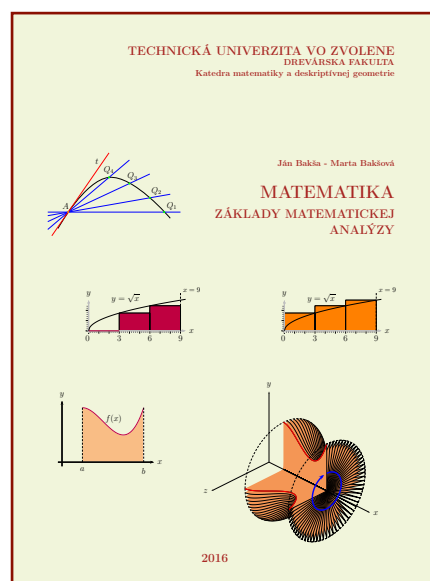 TECHNICKÁ UNIVERZITA VO ZVOLENE
DREVÁRSKA FAKULTA
Katedra matematiky a deskriptívnej geometrie
Ján Bakša - Marta Bakšová
MATEMATIKA
ZÁKLADY MATEMATICKEJ
ANALÝZY
t
Q₄
Q₃
Q₂
A
Q₁
y
y = √x
x = 9
x
0 3 6 9
y
y = √x
x = 9
x
0 3 6 9
y
f(x)
a
b
x
y
z
x
2016